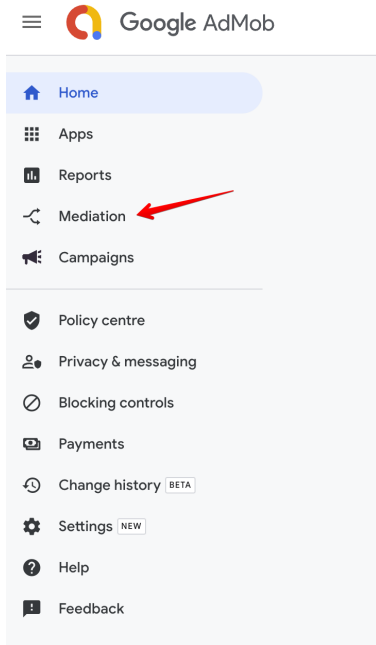 Google AdMob
Home
Apps
Reports
Mediation
Campaigns
Policy centre
Privacy & messaging
Blocking controls
Payments
Change history BETA
Settings NEW
Help
Feedback